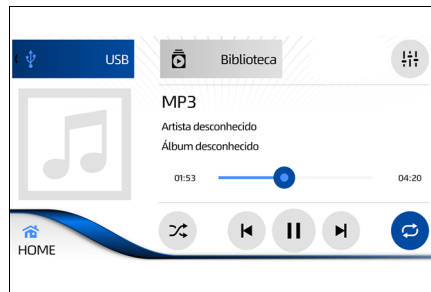 USB
Biblioteca
MP3
Artista desconhecido
Álbum desconhecido
01:53
04:20
HOME